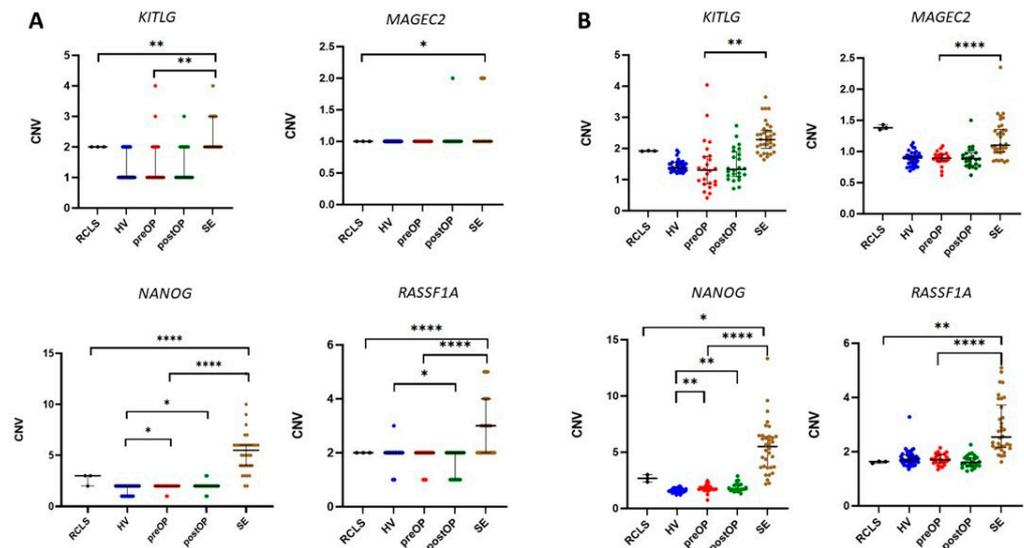 A
KITLG
CNV
5
4
3
2
1
0
**
**
RCLS
HV
preOP
postOP
SE
MAGEC2
CNV
2.5
2.0
1.5
1.0
0.5
0.0
*
RCLS
HV
preOP
postOP
SE
B
KITLG
CNV
5
4
3
2
1
0
**
RCLS
HV
preOP
postOP
SE
MAGEC2
CNV
2.5
2.0
1.5
1.0
0.5
0.0
****
RCLS
HV
preOP
postOP
SE
NANOG
CNV
15
10
5
0
****
****
*
*
RCLS
HV
preOP
postOP
SE
RASSF1A
CNV
6
4
2
0
****
****
*
RCLS
HV
preOP
postOP
SE
NANOG
CNV
15
10
5
0
*
****
**
**
RCLS
HV
preOP
postOP
SE
RASSF1A
CNV
6
4
2
0
**
****
RCLS
HV
preOP
postOP
SE